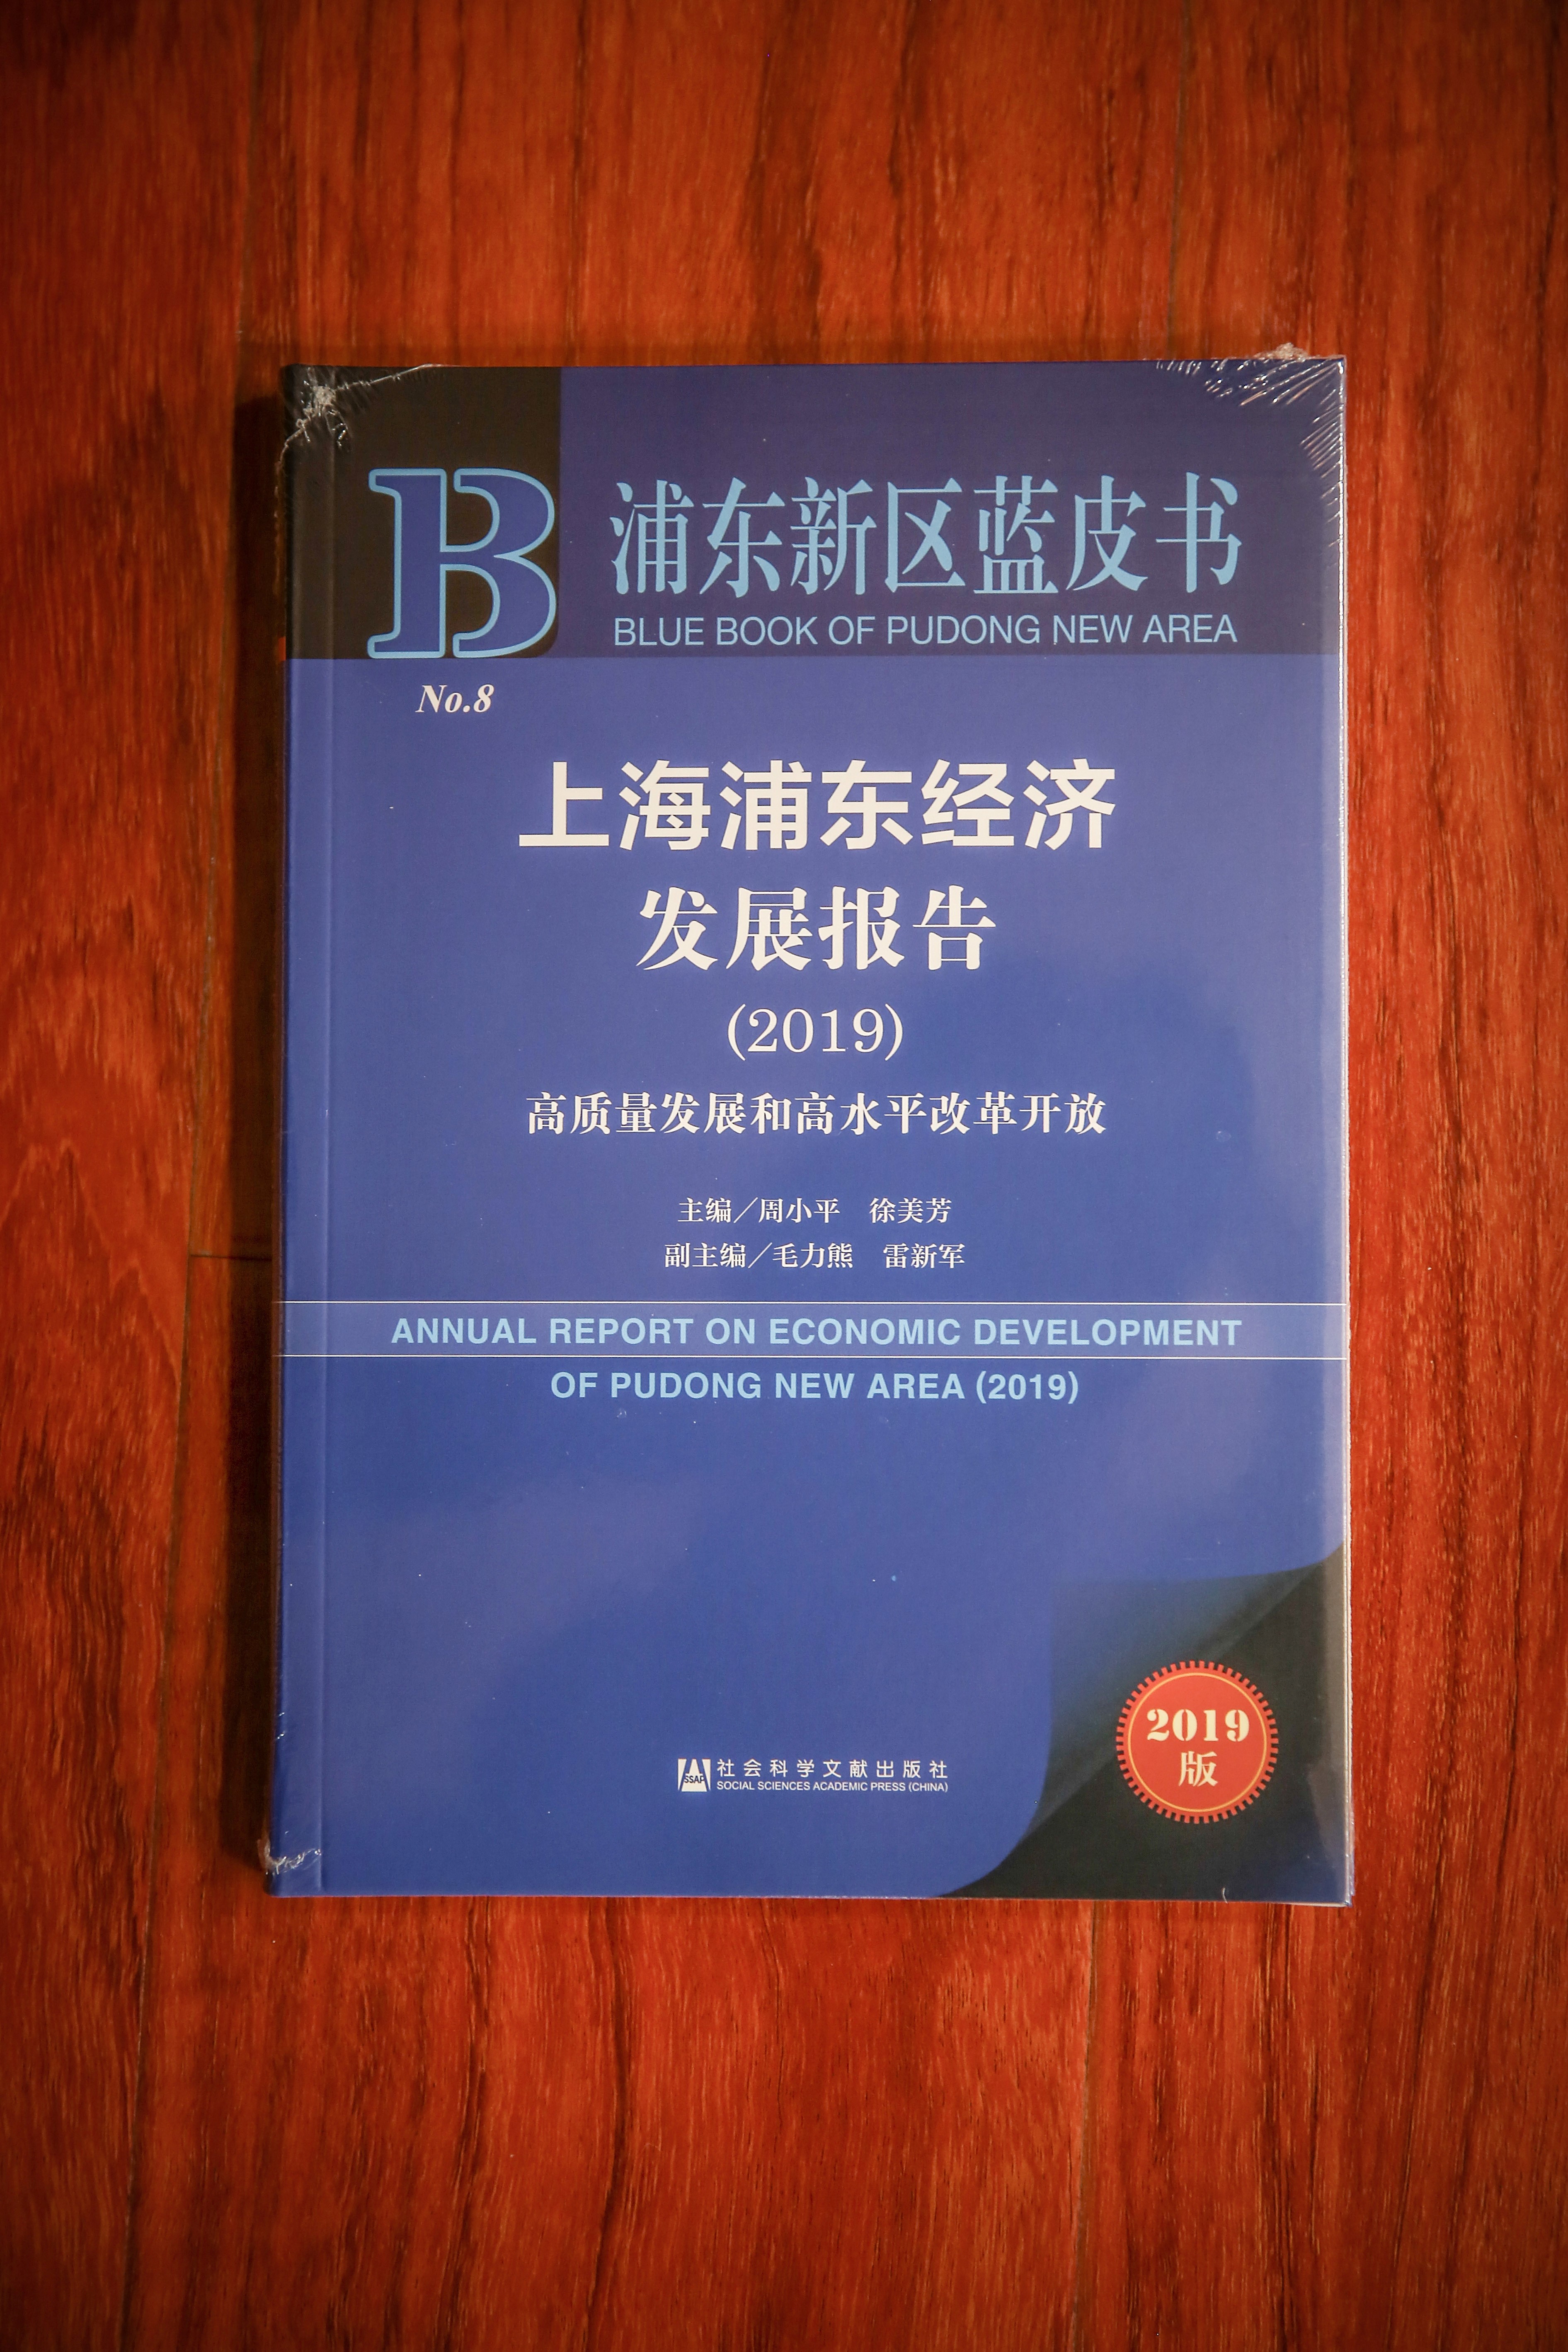 B
浦东新区蓝皮书
BLUE BOOK OF PUDONG NEW AREA
No.8
上海浦东经济
发展报告
(2019)
高质量发展和高水平改革开放
主编／周小平 徐美芳
副主编／毛力熊 雷新军
ANNUAL REPORT ON ECONOMIC DEVELOPMENT
OF PUDONG NEW AREA (2019)
2019
版
SSAP
社会科学文献出版社
SOCIAL SCIENCES ACADEMIC PRESS (CHINA)